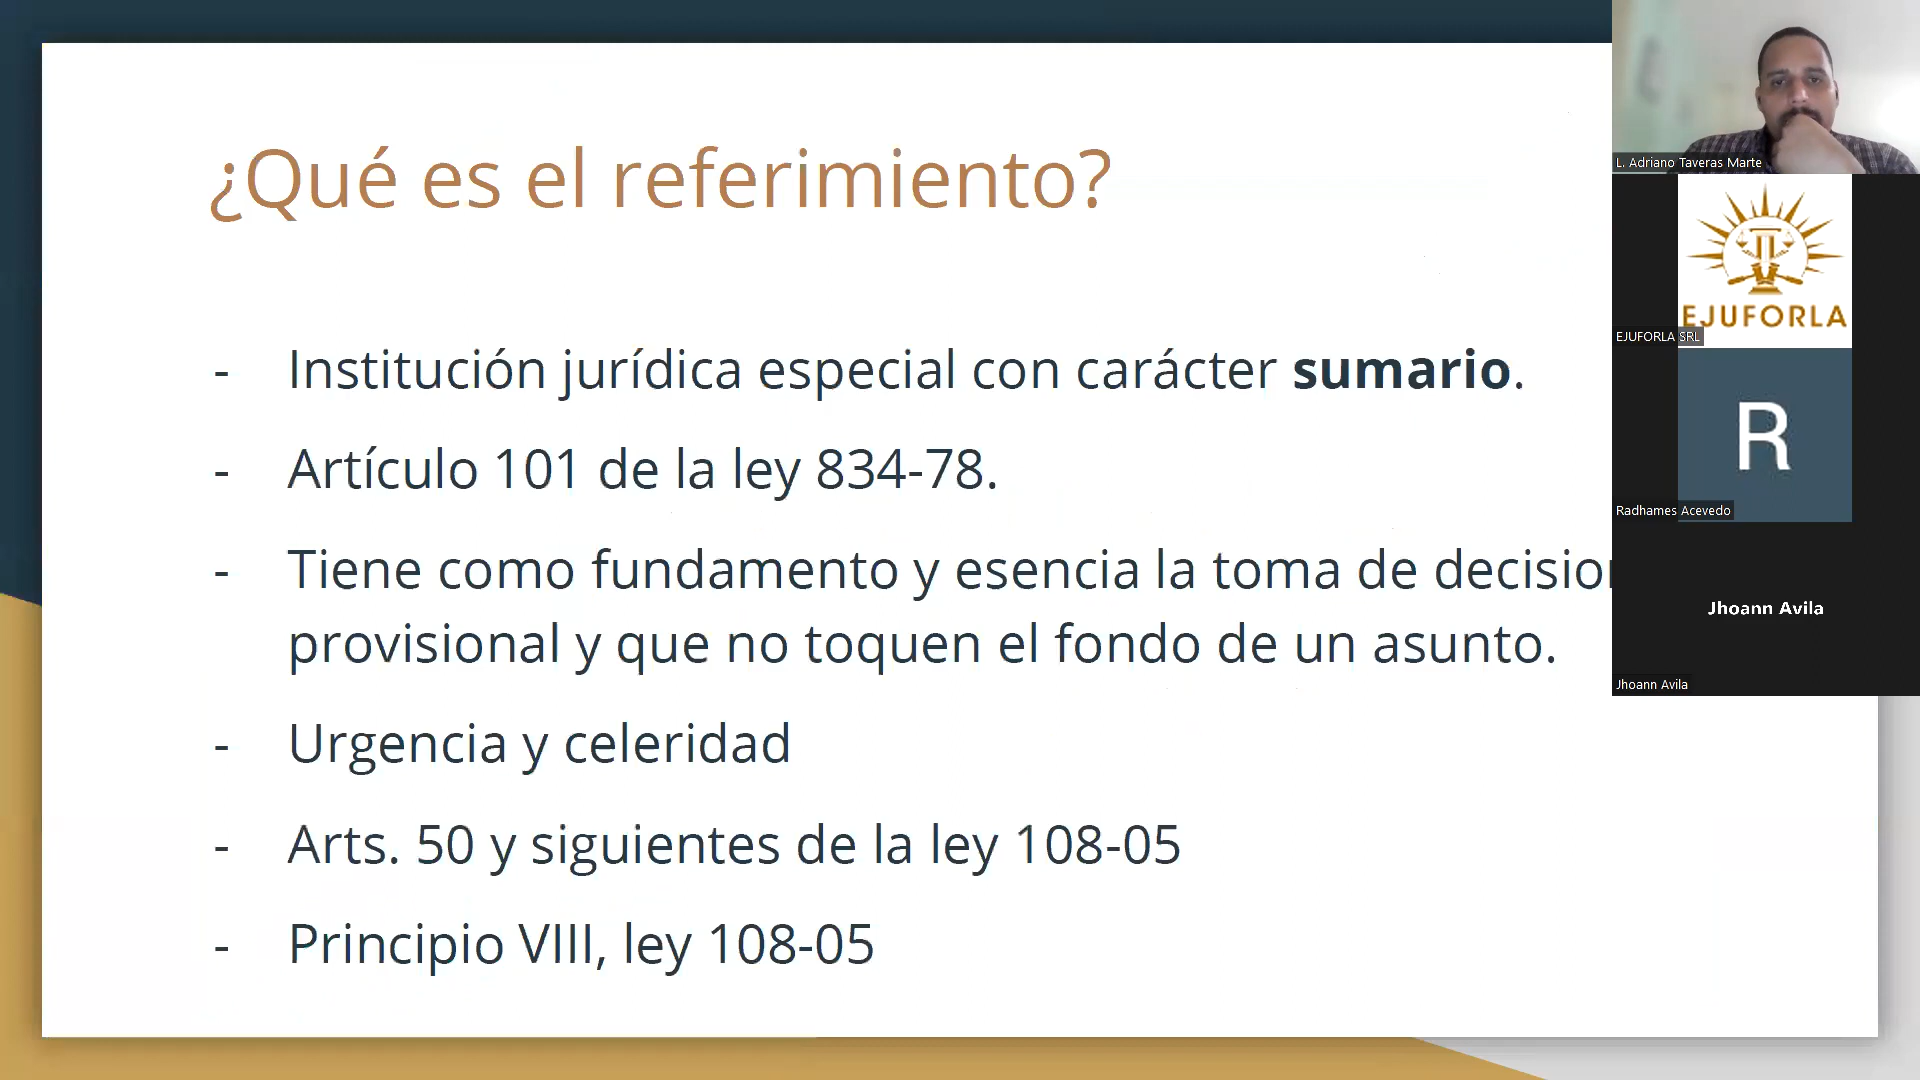 ¿Qué es el referimiento?
- Institución jurídica especial con carácter sumario.
- Artículo 101 de la ley 834-78.
- Tiene como fundamento y esencia la toma de
provisional y que no toquen el fondo de un asunto.
- Urgencia y celeridad
- Arts. 50 y siguientes de la ley 108-05
- Principio VIII, ley 108-05
L. Adriano Taveras Marte
EJUFORLA
EJUFORLA SRL
R
Radhames Acevedo
Jhoann Avila
Jhoann Avila